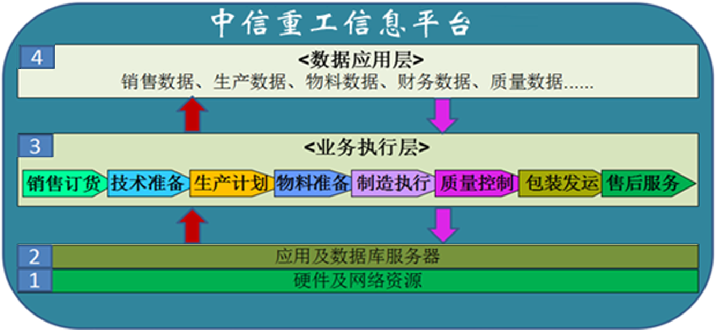 中信重工信息平台
4
<数据应用层>
销售数据、生产数据、物料数据、财务数据、质量数据......
3
<业务执行层>
销售订货 技术准备 生产计划 物料准备 制造执行 质量控制 包装发运 售后服务
2 应用及数据库服务器
1 硬件及网络资源